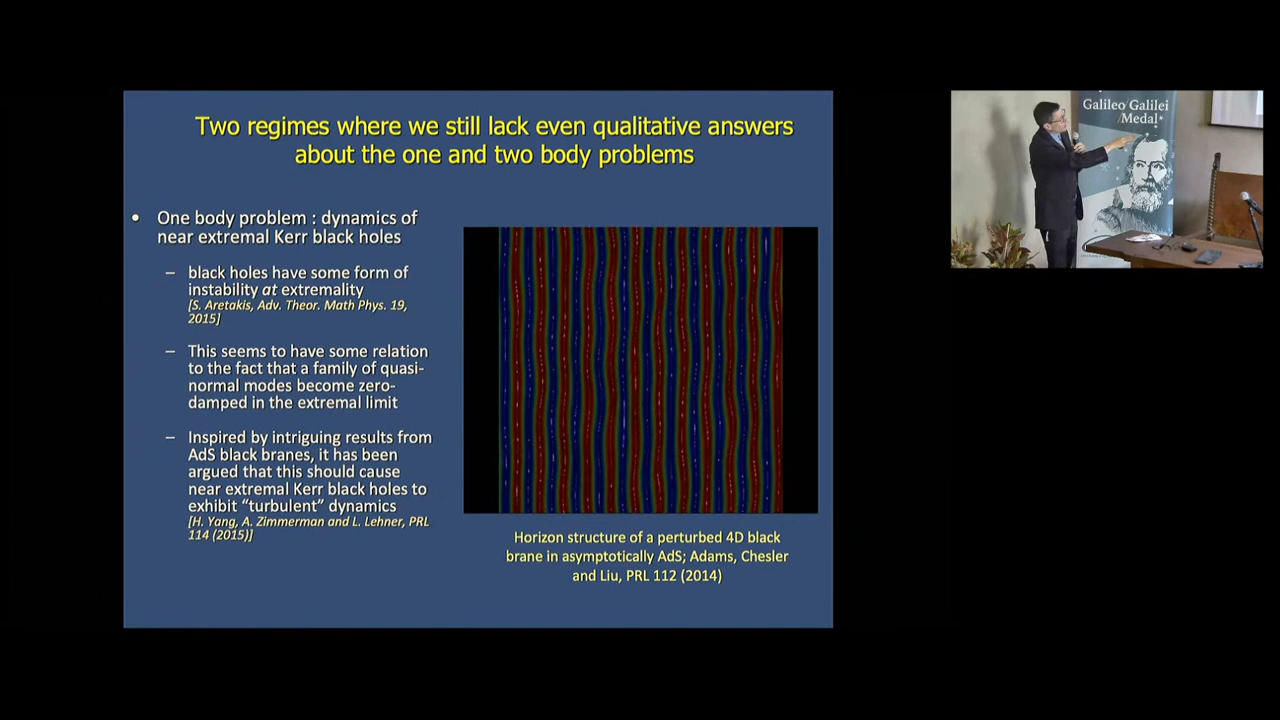 Two regimes where we still lack even qualitative answers
about the one and two body problems
• One body problem : dynamics of
near extremal Kerr black holes
– black holes have some form of
instability at extremality
[S. Aretakis, Adv. Theor. Math Phys. 19,
2015]
– This seems to have some relation
to the fact that a family of quasi-
normal modes become zero-
damped in the extremal limit
– Inspired by intriguing results from
AdS black branes, it has been
argued that this should cause
near extremal Kerr black holes to
exhibit “turbulent” dynamics
[H. Yang, A. Zimmerman and L. Lehner, PRL
114 (2015)]
Horizon structure of a perturbed 4D black
brane in asymptotically AdS; Adams, Chesler
and Liu, PRL 112 (2014)
Galileo Galilei
Medal